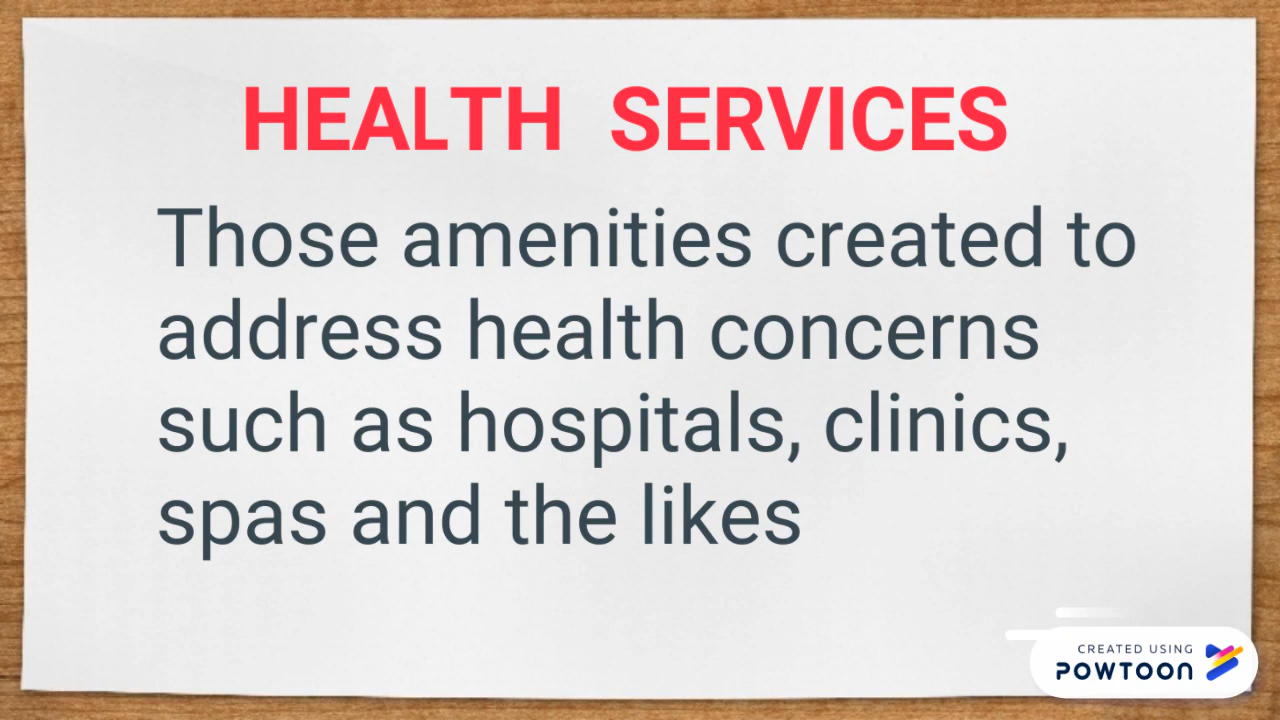 HEALTH SERVICES
Those amenities created to
address health concerns
such as hospitals, clinics,
spas and the likes
CREATED USING
POWTOON